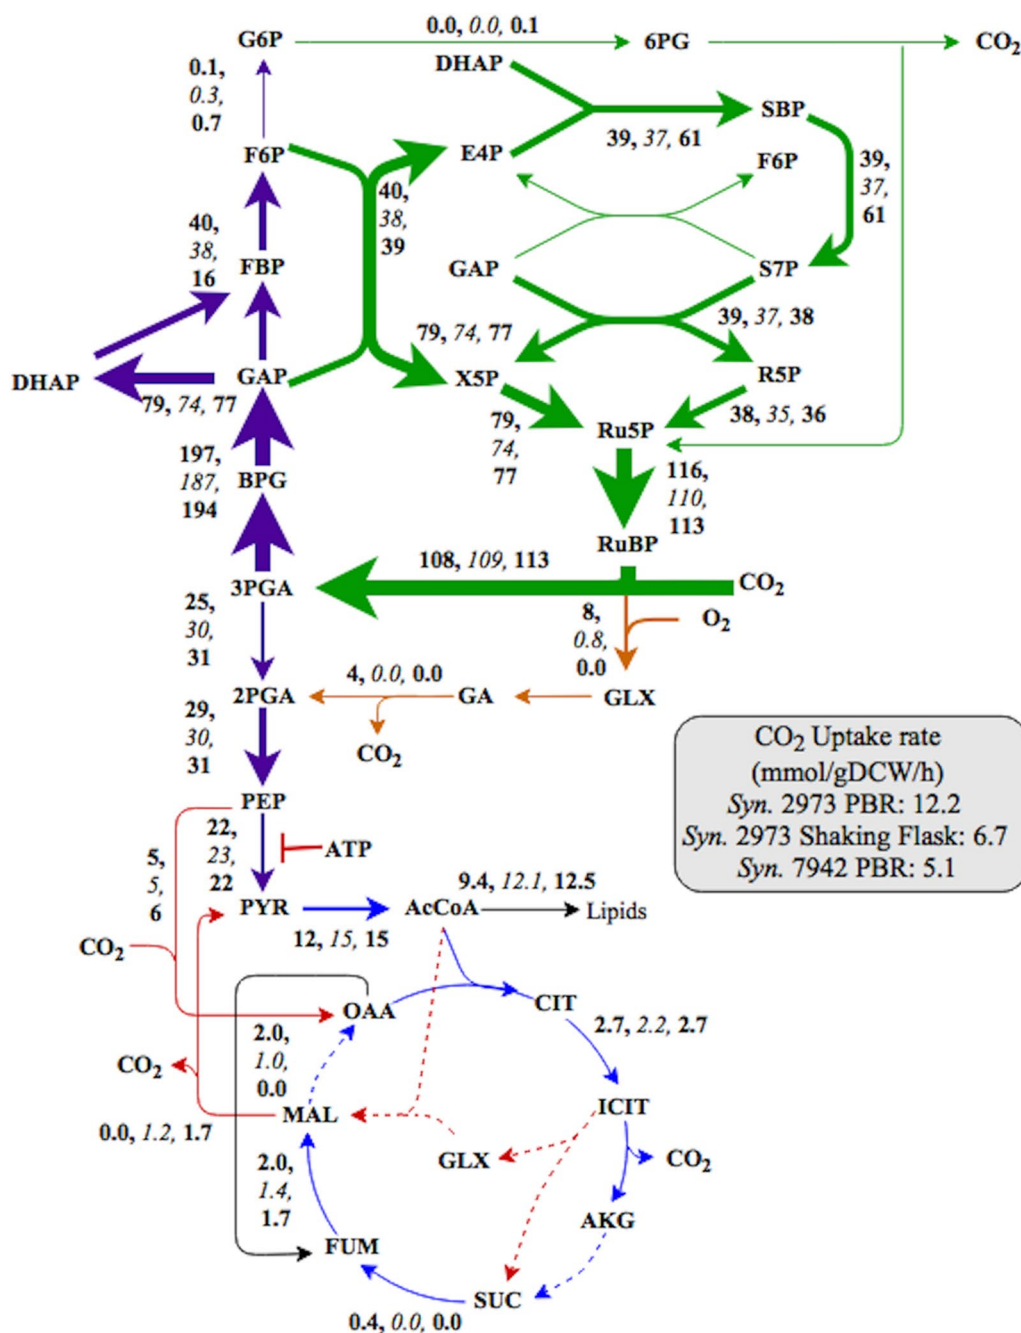 0.0, 0.0, 0.1
G6P
6PG
CO2
DHAP
0.1,
0.3,
0.7
SBP
39, 37, 61
F6P
E4P
F6P
39,
37,
61
40,
38,
39
40,
38,
16
FBP
GAP
S7P
39, 37, 38
79, 74, 77
DHAP
GAP
X5P
R5P
79, 74, 77
38, 35, 36
79,
74,
77
Ru5P
197,
187,
194
BPG
116,
110,
113
RuBP
108, 109, 113
3PGA
CO2
25,
30,
31
8,
0.8,
0.0
O2
4, 0.0, 0.0
2PGA
GA
GLX
29,
30,
31
CO2
CO2 Uptake rate
(mmol/gDCW/h)
Syn. 2973 PBR: 12.2
Syn. 2973 Shaking Flask: 6.7
Syn. 7942 PBR: 5.1
PEP
22,
23,
22
ATP
5,
5,
6
9.4, 12.1, 12.5
PYR
AcCoA
Lipids
12, 15, 15
CO2
OAA
CIT
2.0,
1.0,
0.0
2.7, 2.2, 2.7
CO2
MAL
ICIT
0.0, 1.2, 1.7
GLX
CO2
2.0,
1.4,
1.7
AKG
FUM
SUC
0.4, 0.0, 0.0